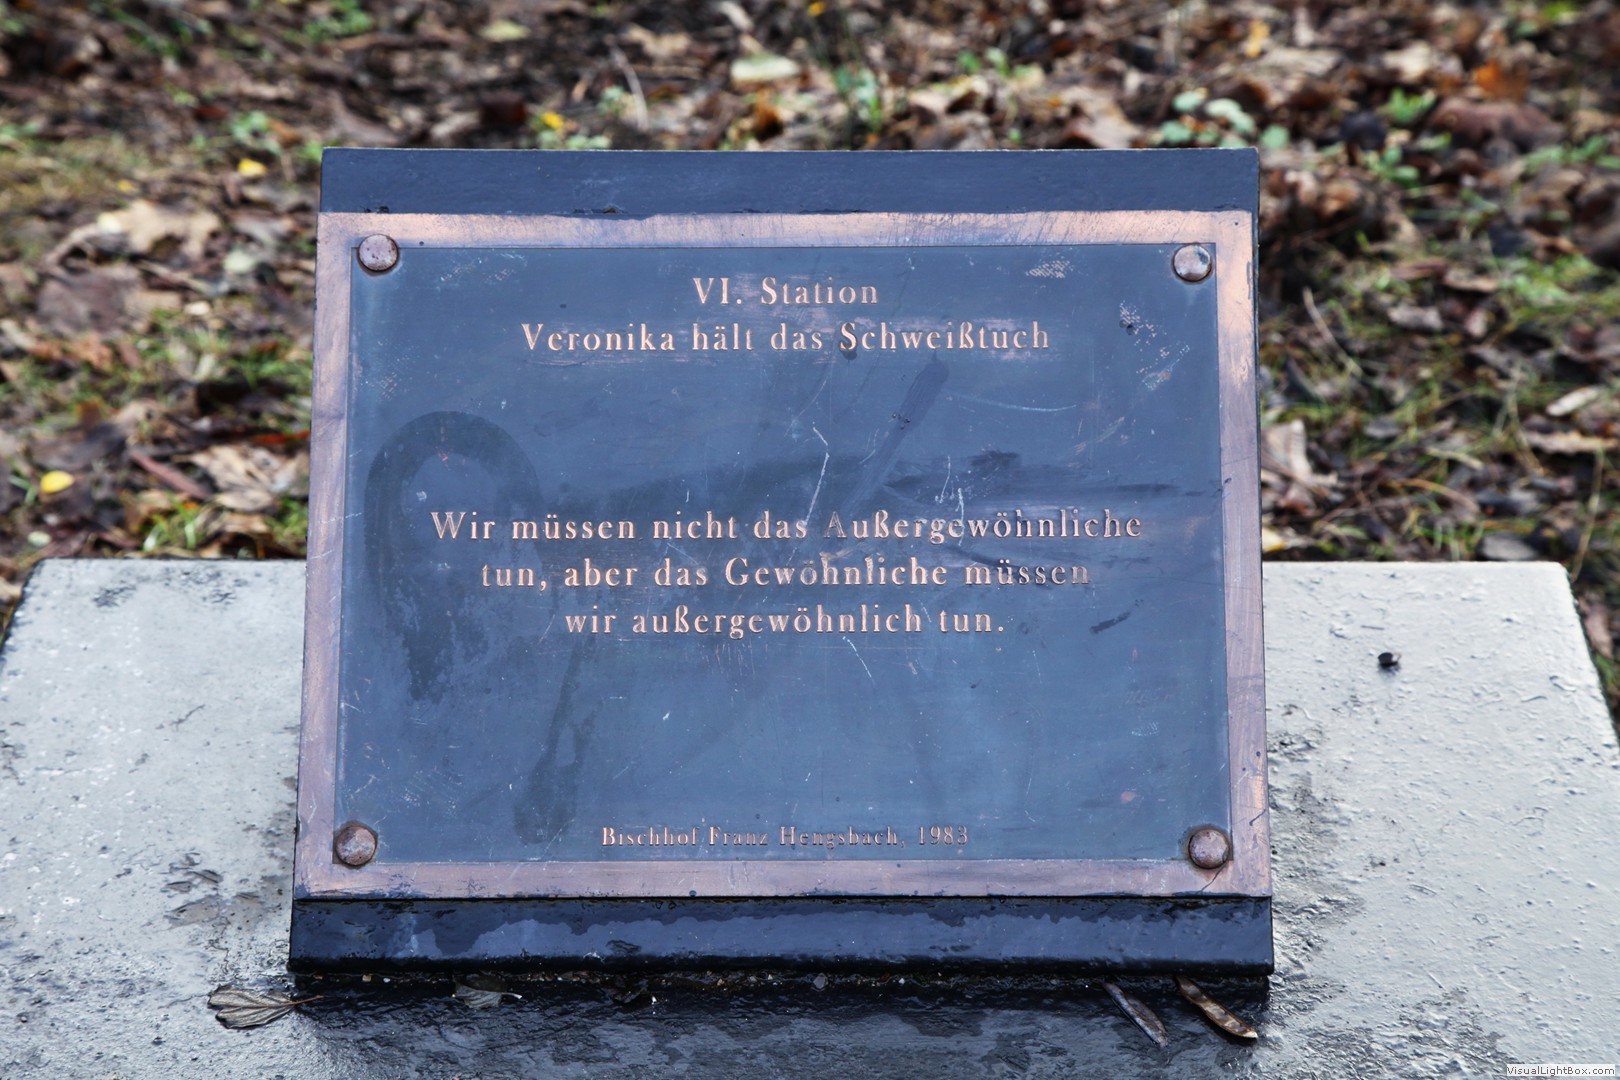 VI. Station
Veronika hält das Schweißtuch
Wir müssen nicht das Außergewöhnliche
tun, aber das Gewöhnliche müssen
wir außergewöhnlich tun.
Bischhof Franz Hengsbach, 1983
VisualLightBox.com